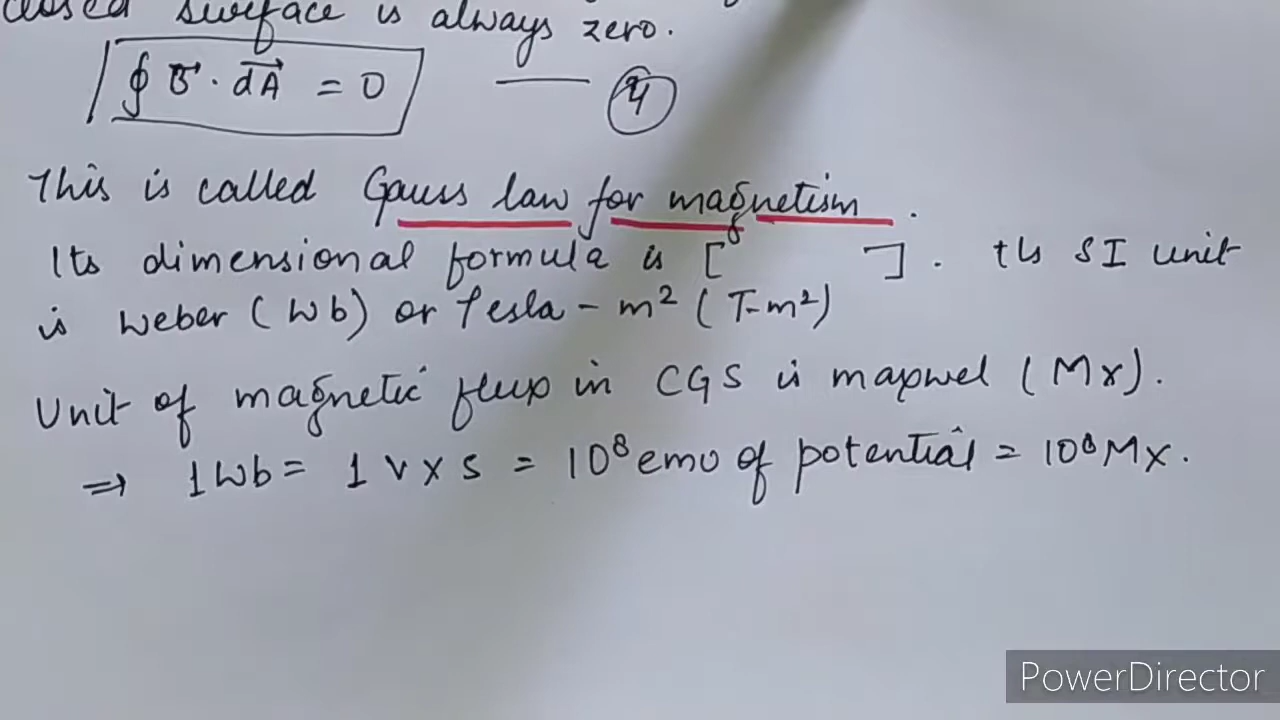 closed surface is always zero.
∮ B⃗ · dA⃗ = 0 —— (4)
This is called Gauss law for magnetism.
Its dimensional formula is [ ]. Its SI unit
is weber (Wb) or Tesla - m² (T-m²)
Unit of magnetic flux in CGS is maxwel (Mx).
⇒ 1Wb = 1 V x s = 10⁸ emu of potential = 10⁸ Mx.
PowerDirector